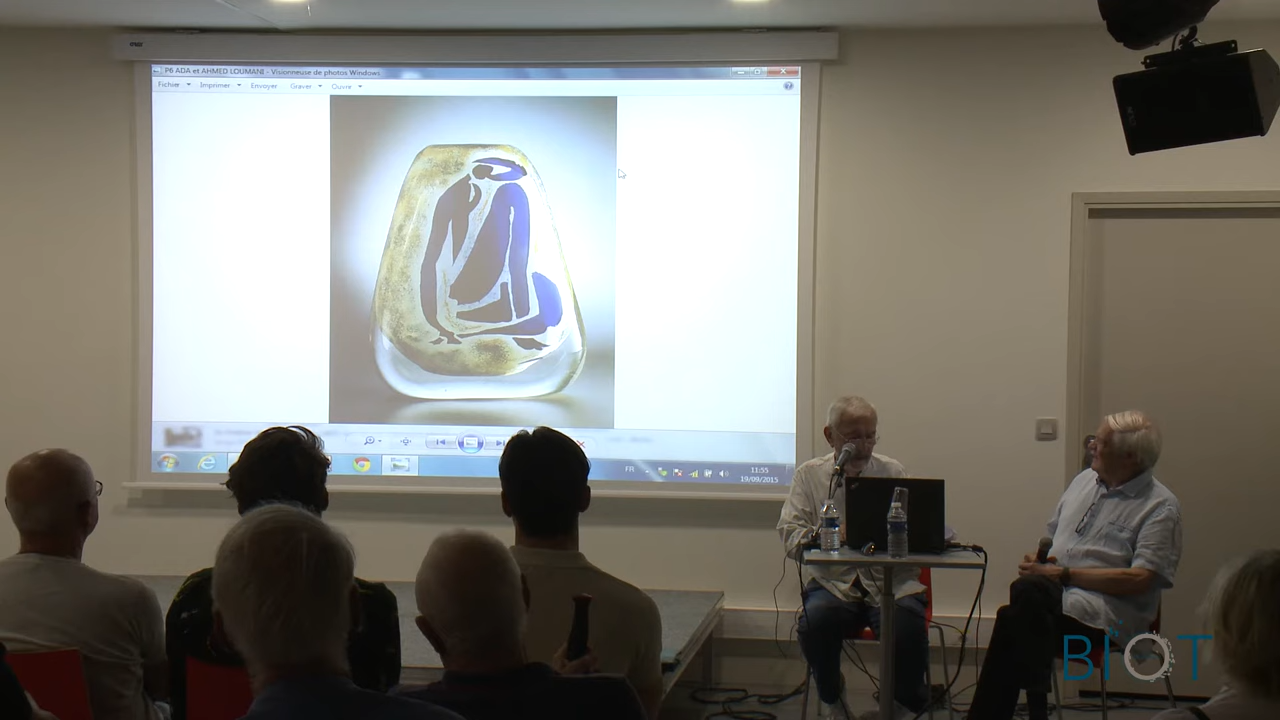 P6 ADA et AHMED LOUMANI - Visionneuse de photos Windows
Fichier Imprimer Envoyer Graver Ouvrir
FR 11:55
19/09/2015
BIOT